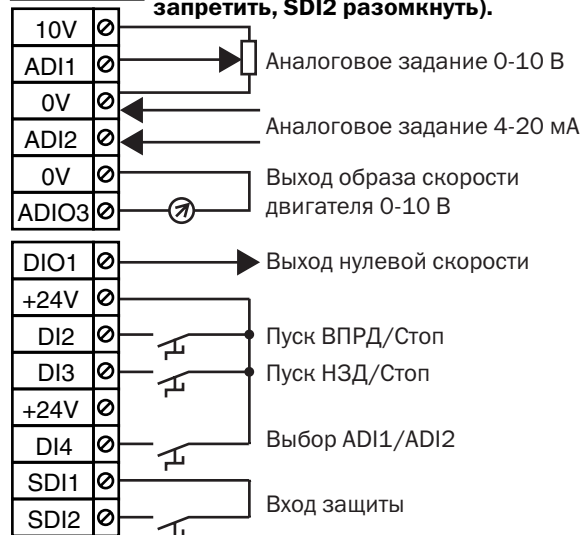 запретить, SDI2 разомкнуть).
10V
ADI1
Аналоговое задание 0-10 В
0V
ADI2
Аналоговое задание 4-20 мА
0V
Выход образа скорости
ADIO3
двигателя 0-10 В
DIO1
Выход нулевой скорости
+24V
DI2
Пуск ВПРД/Стоп
DI3
Пуск НЗД/Стоп
+24V
DI4
Выбор ADI1/ADI2
SDI1
Вход защиты
SDI2